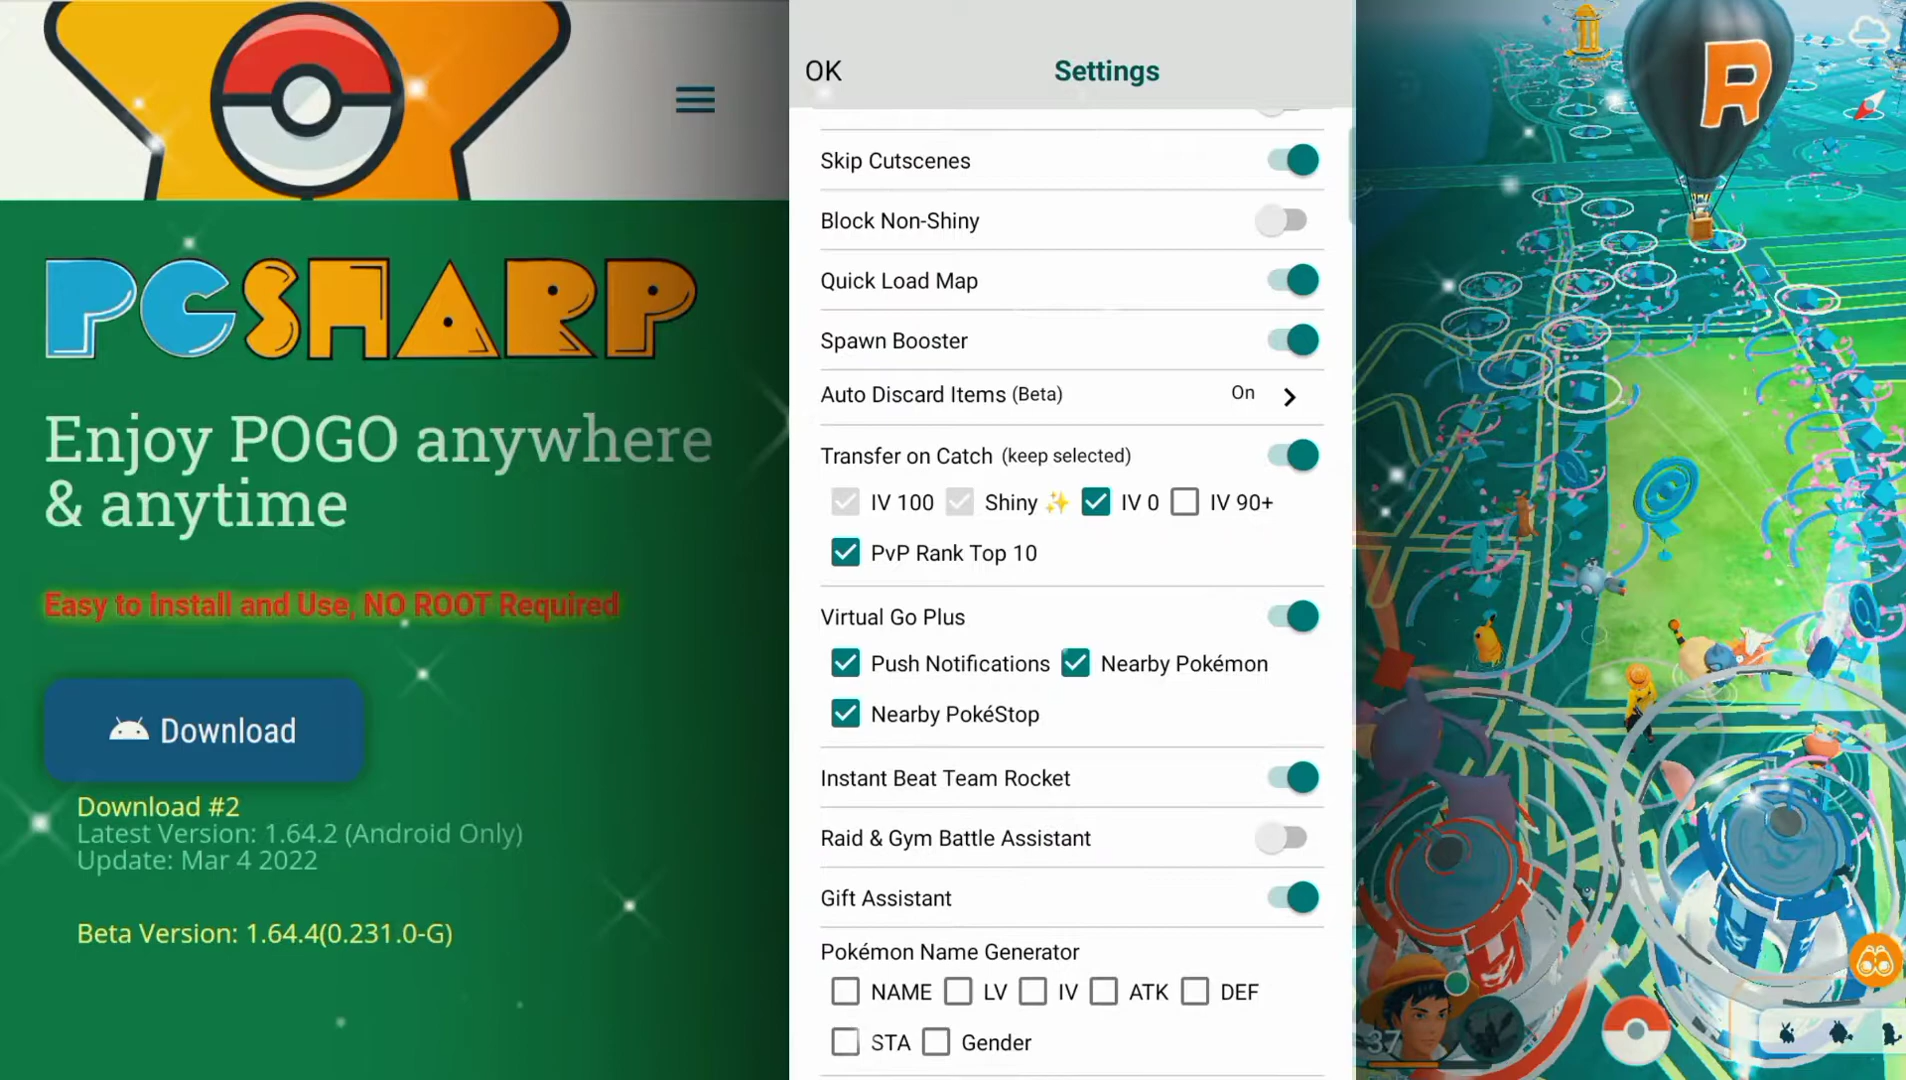 PGSHARP
Enjoy POGO anywhere
& anytime
Easy to Install and Use, NO ROOT Required
Download
Download #2
Latest Version: 1.64.2 (Android Only)
Update: Mar 4 2022
Beta Version: 1.64.4(0.231.0-G)
OK
Settings
Skip Cutscenes
Block Non-Shiny
Quick Load Map
Spawn Booster
Auto Discard Items (Beta) On
Transfer on Catch (keep selected)
IV 100 Shiny ✨ IV 0 IV 90+
PvP Rank Top 10
Virtual Go Plus
Push Notifications Nearby Pokémon
Nearby PokéStop
Instant Beat Team Rocket
Raid & Gym Battle Assistant
Gift Assistant
Pokémon Name Generator
NAME LV IV ATK DEF
STA Gender
R
37